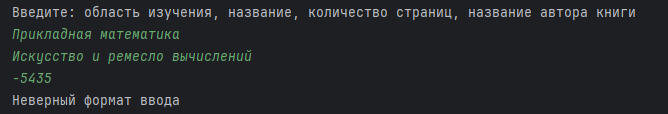 Введите: область изучения, название, количество страниц, название автора книги
Прикладная математика
Искусство и ремесло вычислений
-5435
Неверный формат ввода